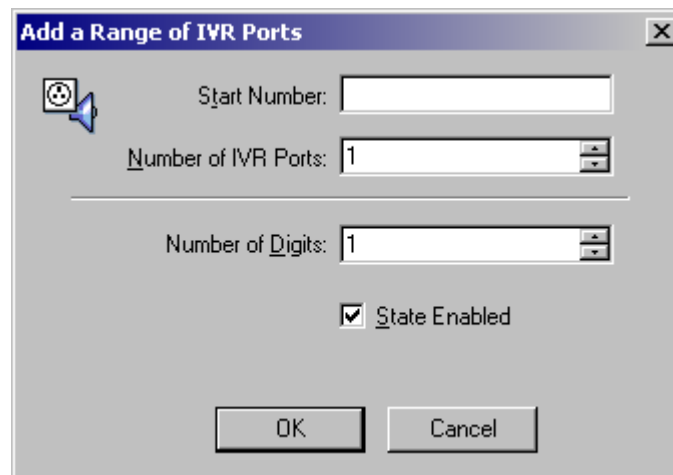 Add a Range of IVR Ports
Start Number:
Number of IVR Ports: 1
Number of Digits: 1
State Enabled
OK Cancel